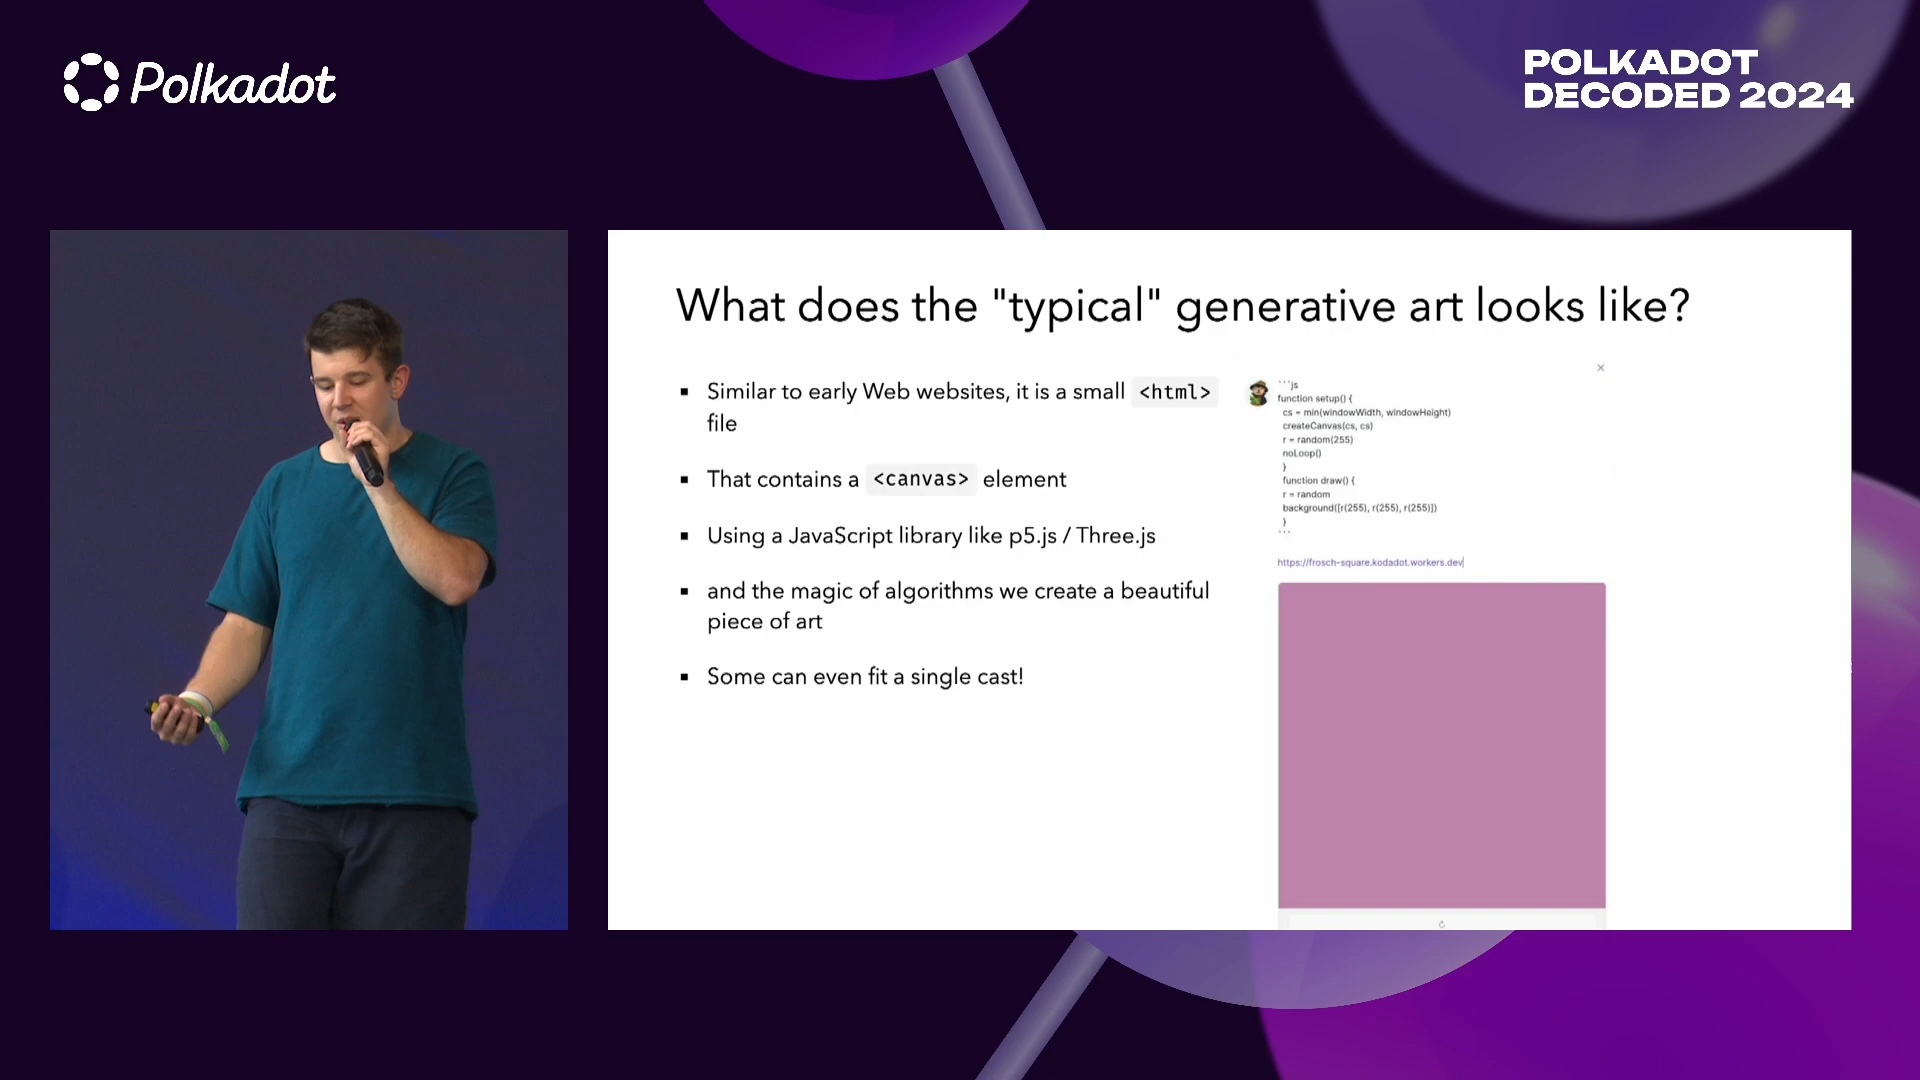 Polkadot
POLKADOT
DECODED 2024
What does the "typical" generative art looks like?
▪ Similar to early Web websites, it is a small <html>
file
▪ That contains a <canvas> element
▪ Using a JavaScript library like p5.js / Three.js
▪ and the magic of algorithms we create a beautiful
piece of art
▪ Some can even fit a single cast!
×
```js
function setup() {
cs = min(windowWidth, windowHeight)
createCanvas(cs, cs)
r = random(255)
noLoop()
}
function draw() {
r = random
background([r(255), r(255), r(255)])
}
```
https://frosch-square.kodadot.workers.dev